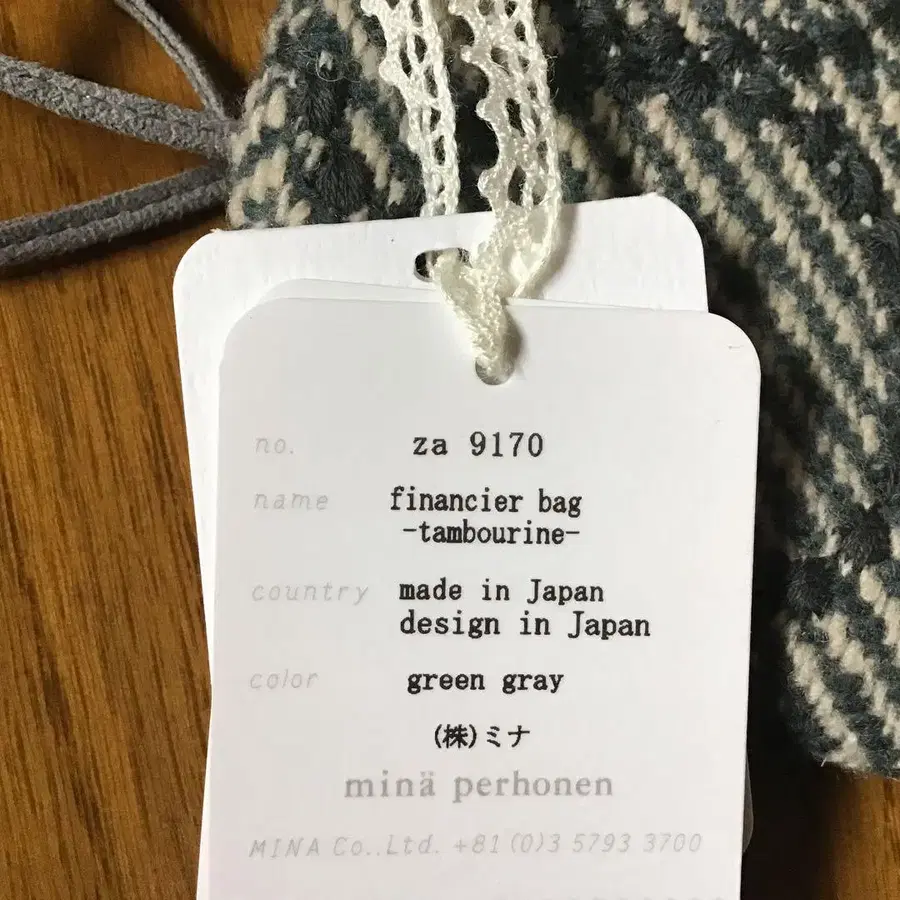 no. za 9170
name financier bag
-tambourine-
country made in Japan
design in Japan
color green gray
(株)ミナ
minä perhonen
MINA Co.,Ltd. +81(0)3 5793 3700